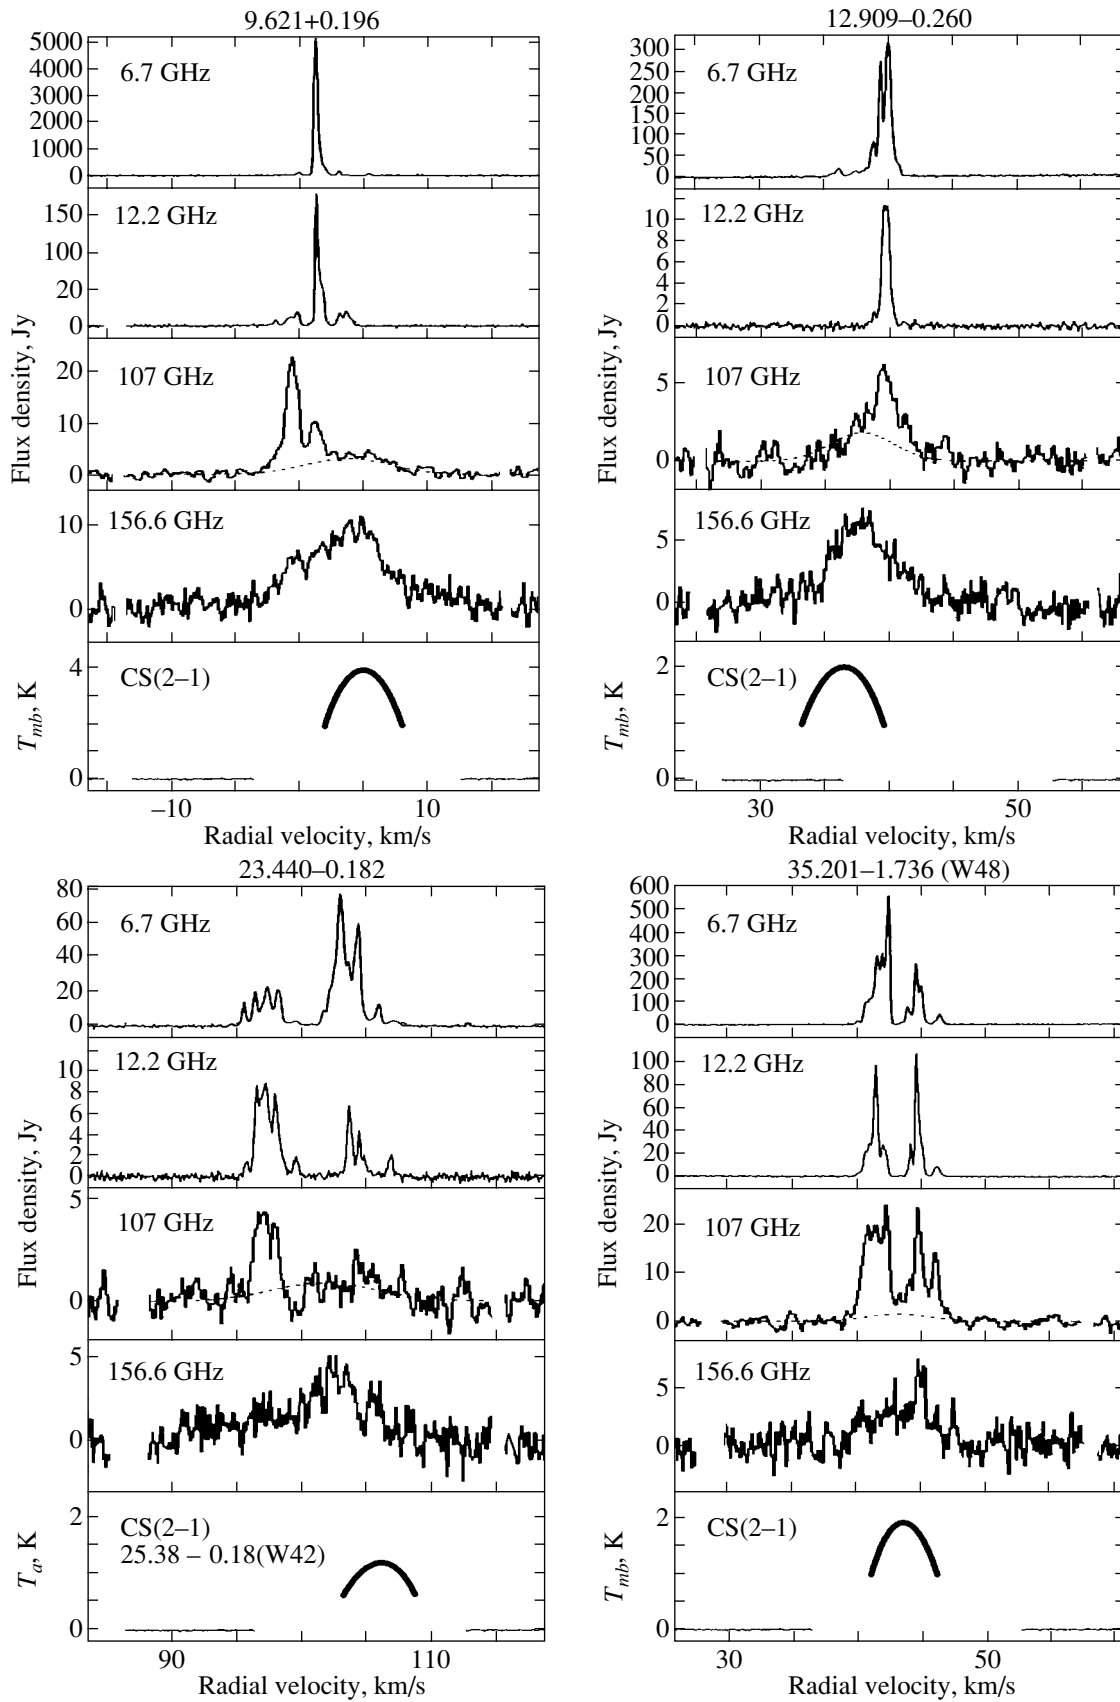 9.621+0.196
5000
4000
3000
2000
1000
0
6.7 GHz
150
100
20
0
12.2 GHz
Flux density, Jy
20
10
0
107 GHz
10
0
156.6 GHz
4
2
0
T_mb, K
CS(2–1)
–10 10
Radial velocity, km/s
12.909–0.260
300
250
200
150
100
50
0
6.7 GHz
10
8
6
4
2
0
12.2 GHz
Flux density, Jy
5
0
107 GHz
5
0
156.6 GHz
2
1
0
T_mb, K
CS(2–1)
30 50
Radial velocity, km/s
23.440–0.182
80
60
40
20
0
6.7 GHz
10
8
6
4
2
0
12.2 GHz
Flux density, Jy
5
0
107 GHz
5
0
156.6 GHz
2
1
0
T_a, K
CS(2–1)
25.38 – 0.18(W42)
90 110
Radial velocity, km/s
35.201–1.736 (W48)
600
500
400
300
200
100
0
6.7 GHz
100
80
60
40
20
0
12.2 GHz
Flux density, Jy
20
10
0
107 GHz
5
0
156.6 GHz
2
1
0
T_mb, K
CS(2–1)
30 50
Radial velocity, km/s